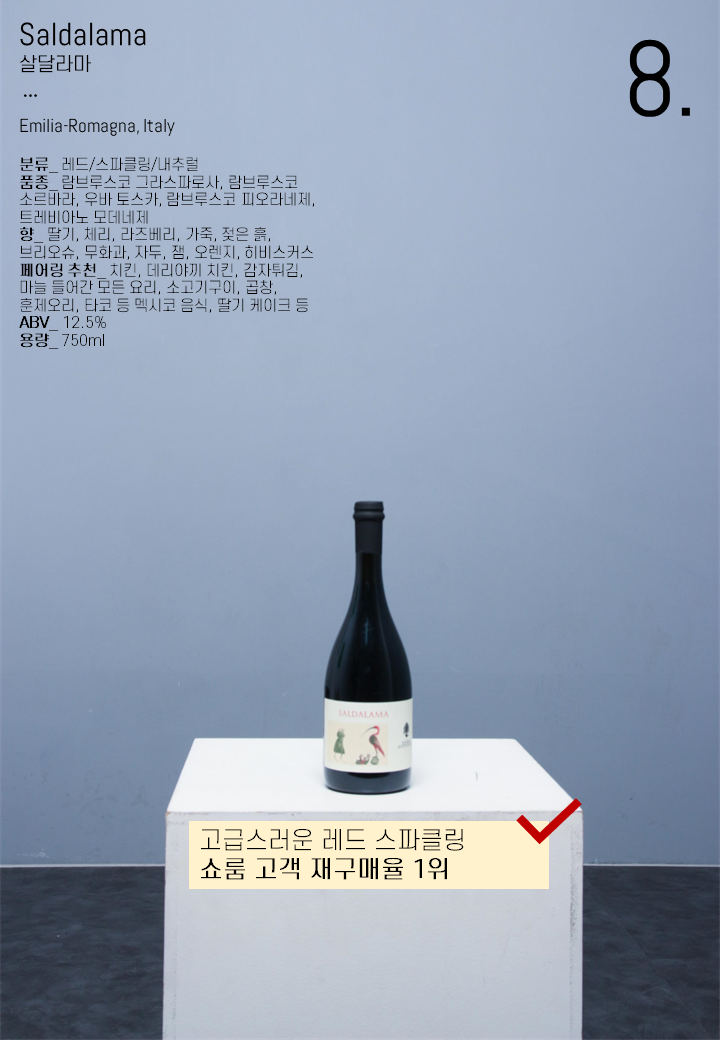 Saldalama
살달라마
...
Emilia-Romagna, Italy
8.
분류_ 레드/스파클링/내추럴
품종_ 람브루스코 그라스파로사, 람브루스코
소르바라, 우바 토스카, 람브루스코 피오라네제,
트레비아노 모데네제
향_ 딸기, 체리, 라즈베리, 가죽, 젖은 흙,
브리오슈, 무화과, 자두, 잼, 오렌지, 히비스커스
페어링 추천_ 치킨, 데리야끼 치킨, 감자튀김,
마늘 들어간 모든 요리, 소고기구이, 곱창,
훈제오리, 타코 등 멕시코 음식, 딸기 케이크 등
ABV_ 12.5%
용량_ 750ml
SALDALAMA
고급스러운 레드 스파클링
쇼룸 고객 재구매율 1위